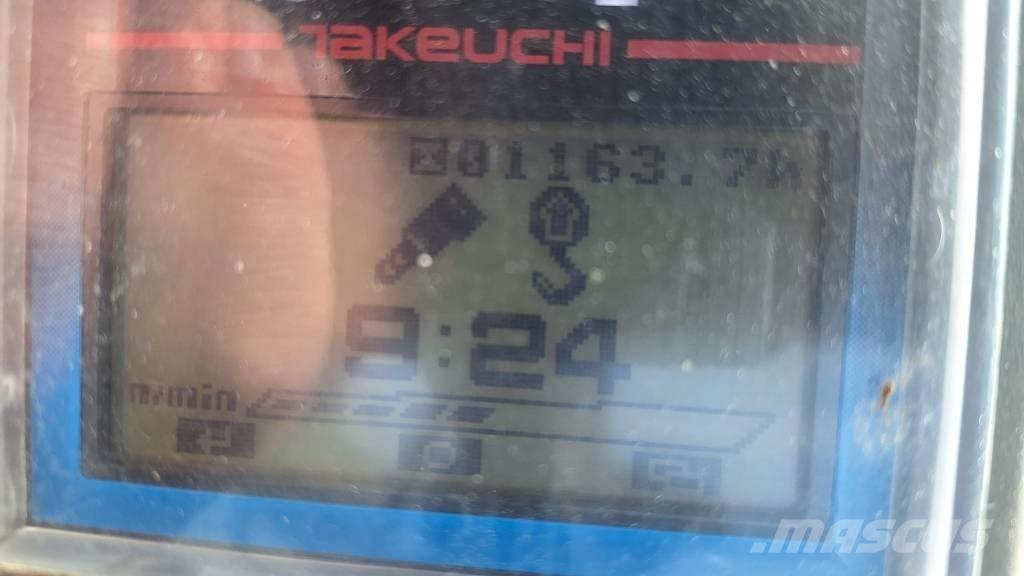 TAKEUCHI
01163.7h
9:24
n/min
.MASCUS